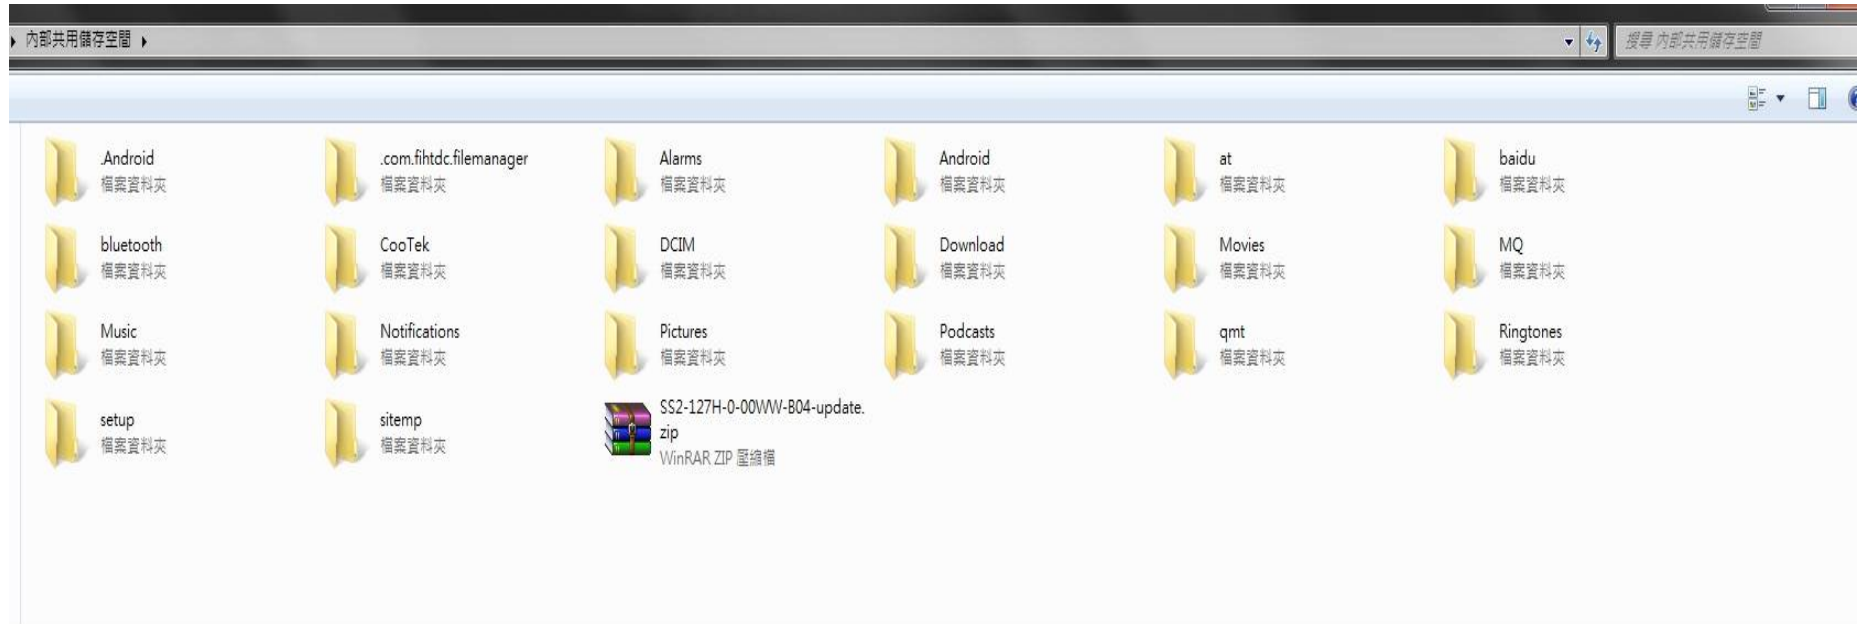 內部共用儲存空間
搜尋 內部共用儲存空間
.Android
檔案資料夾
.com.fihtdc.filemanager
檔案資料夾
Alarms
檔案資料夾
Android
檔案資料夾
at
檔案資料夾
baidu
檔案資料夾
bluetooth
檔案資料夾
CooTek
檔案資料夾
DCIM
檔案資料夾
Download
檔案資料夾
Movies
檔案資料夾
MQ
檔案資料夾
Music
檔案資料夾
Notifications
檔案資料夾
Pictures
檔案資料夾
Podcasts
檔案資料夾
qmt
檔案資料夾
Ringtones
檔案資料夾
setup
檔案資料夾
sitemp
檔案資料夾
SS2-127H-0-00WW-B04-update.
zip
WinRAR ZIP 壓縮檔